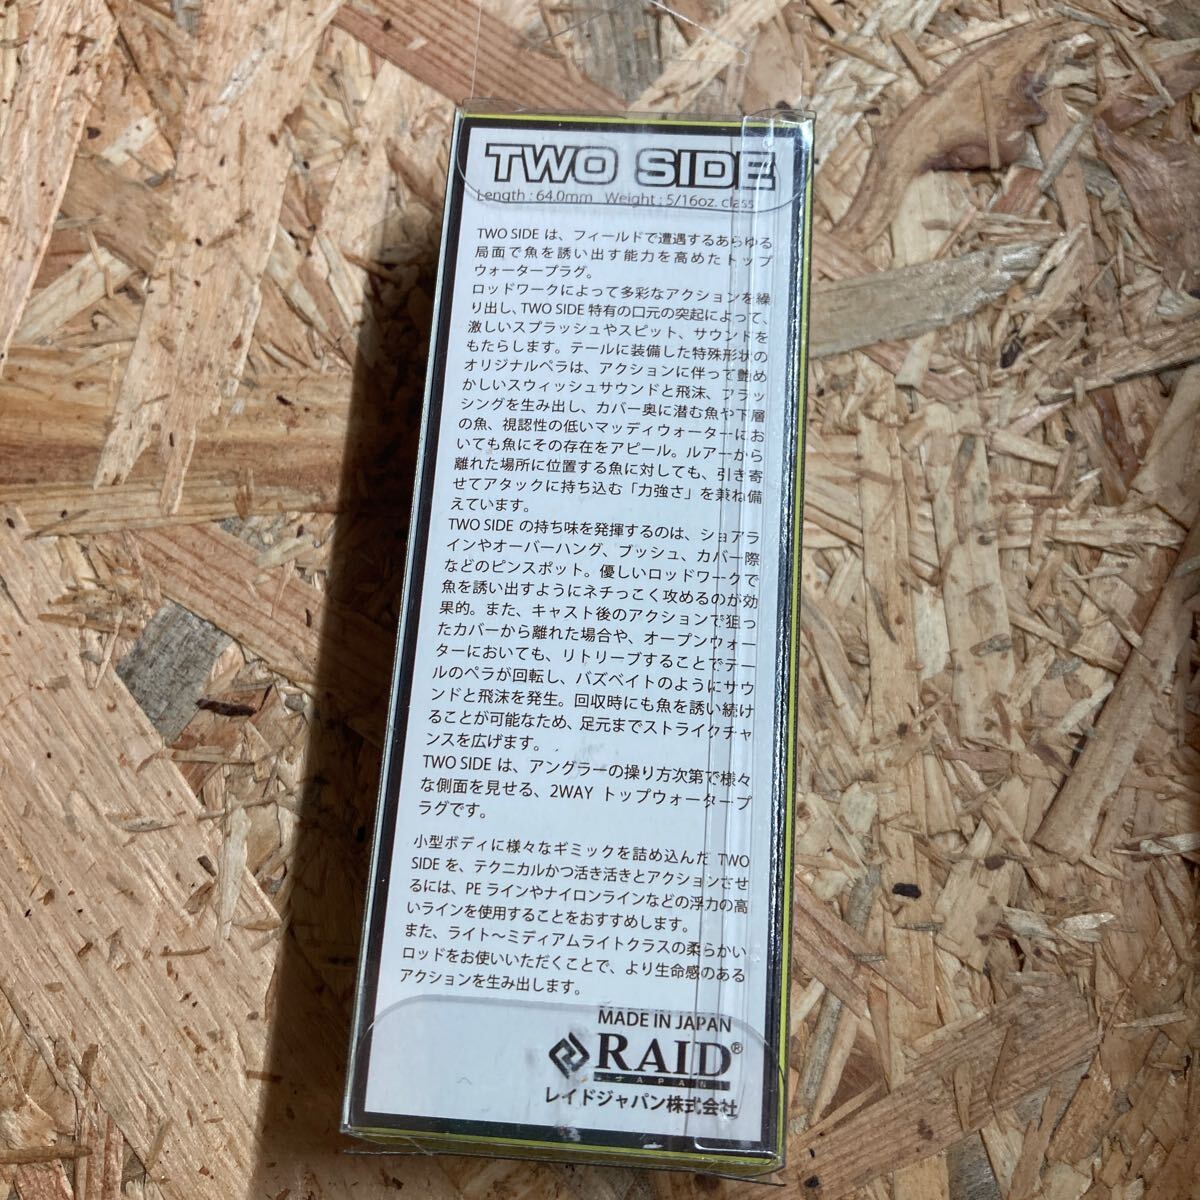 TWO SIDE
Length : 64.0mm Weight : 5/16oz. class
TWO SIDE は、フィールドで遭遇するあらゆる
局面で魚を誘い出す能力を高めたトップ
ウォータープラグ。
ロッドワークによって多彩なアクションを繰
り出し、TWO SIDE 特有の口元の突起によって、
激しいスプラッシュやスピット、サウンドを
もたらします。テールに装備した特殊形状の
オリジナルペラは、アクションに伴って艶め
かしいスウィッシュサウンドと飛沫、フラッ
シングを生み出し、カバー奥に潜む魚や下層
の魚、視認性の低いマッディウォーターにお
いても魚にその存在をアピール。ルアーから
離れた場所に位置する魚に対しても、引き寄
せてアタックに持ち込む「力強さ」を兼ね備
えています。
TWO SIDE の持ち味を発揮するのは、ショアラ
インやオーバーハング、ブッシュ、カバー際
などのピンスポット。優しいロッドワークで
魚を誘い出すようにネチっこく攻めるのが効
果的。また、キャスト後のアクションで狙っ
たカバーから離れた場合や、オープンウォー
ターにおいても、リトリーブすることでテー
ルのペラが回転し、バズベイトのようにサウ
ンドと飛沫を発生。回収時にも魚を誘い続け
ることが可能なため、足元までストライクチャ
ンスを広げます。
TWO SIDE は、アングラーの操り方次第で様々
な側面を見せる、2WAY トップウォータープ
ラグです。
小型ボディに様々なギミックを詰め込んだ TWO
SIDE を、テクニカルかつ活き活きとアクションさせ
るには、PE ラインやナイロンラインなどの浮力の高
いラインを使用することをおすすめします。
また、ライト～ミディアムライトクラスの柔らかい
ロッドをお使いいただくことで、より生命感のある
アクションを生み出します。
MADE IN JAPAN
RAID®
JAPAN
レイドジャパン株式会社